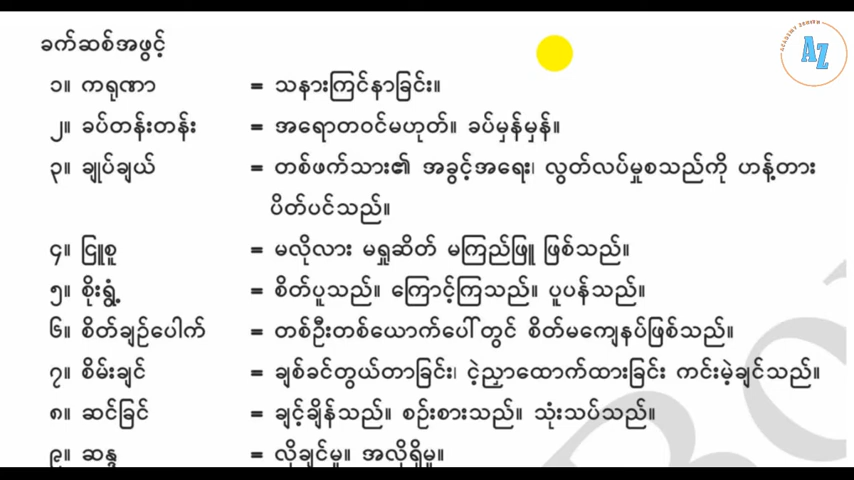 ခက်ဆစ်အဖွင့်
၁။ ကရုဏာ = သနားကြင်နာခြင်း။
၂။ ခပ်တန်းတန်း = အရောတဝင်မဟုတ်။ ခပ်မှန်မှန်။
၃။ ချုပ်ချယ် = တစ်ဖက်သား၏ အခွင့်အရေး၊ လွတ်လပ်မှုစသည်ကို ဟန့်တား
ပိတ်ပင်သည်။
၄။ ငြူစူ = မလိုလား မရှုဆိတ် မကြည်ဖြူ ဖြစ်သည်။
၅။ စိုးရွံ့ = စိတ်ပူသည်။ ကြောင့်ကြသည်။ ပူပန်သည်။
၆။ စိတ်ချဉ်ပေါက် = တစ်ဦးတစ်ယောက်ပေါ်တွင် စိတ်မကျေနပ်ဖြစ်သည်။
၇။ စိမ်းချင် = ချစ်ခင်တွယ်တာခြင်း၊ ငဲ့ညှာထောက်ထားခြင်း ကင်းမဲ့ချင်သည်။
၈။ ဆင်ခြင် = ချင့်ချိန်သည်။ စဉ်းစားသည်။ သုံးသပ်သည်။
၉။ ဆန္ဒ = လိုချင်မှု။ အလိုရှိမှု။
AZ